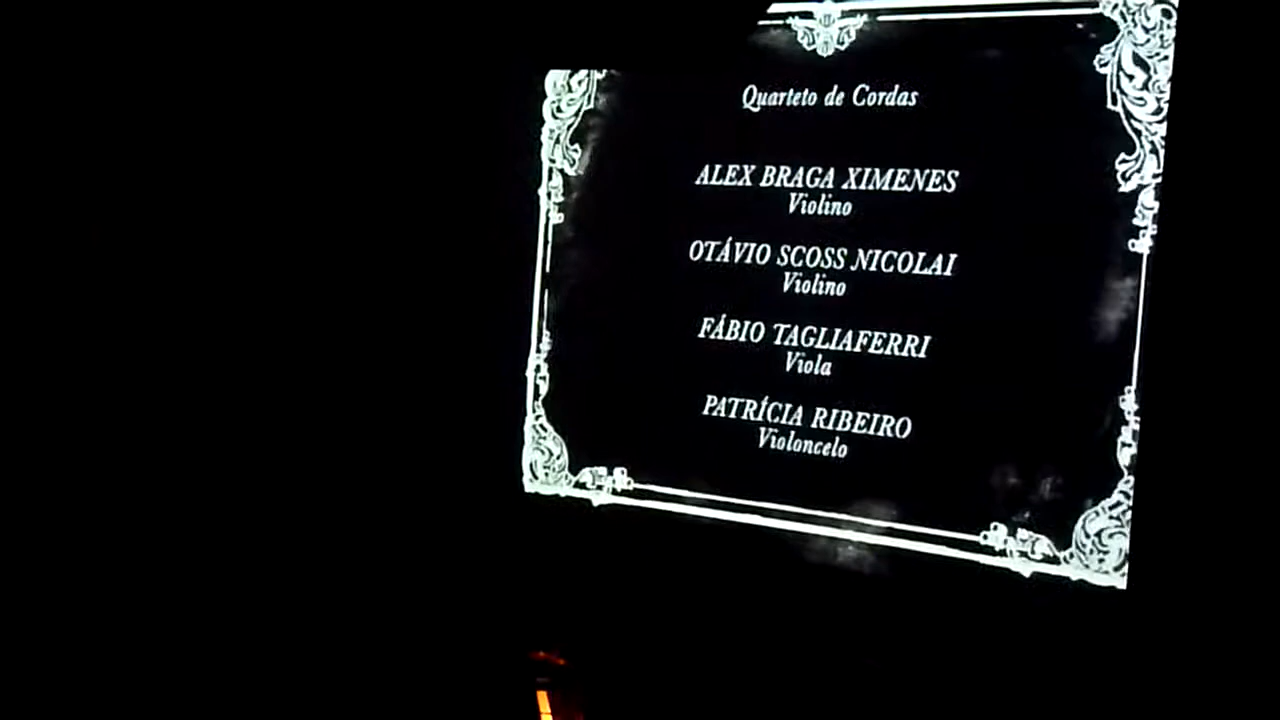 Quarteto de Cordas
ALEX BRAGA XIMENES
Violino
OTÁVIO SCOSS NICOLAI
Violino
FÁBIO TAGLIAFERRI
Viola
PATRÍCIA RIBEIRO
Violoncelo